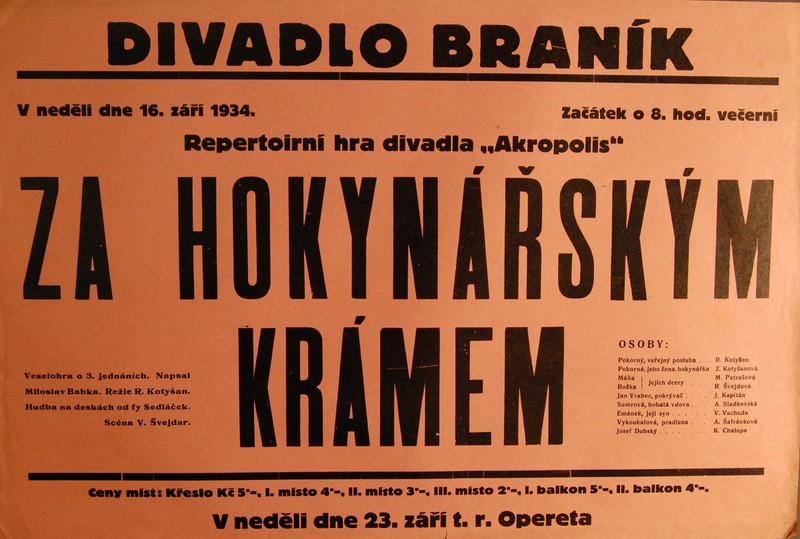 DIVADLO BRANÍK
V neděli dne 16. září 1934.
Začátek o 8. hod. večerní
Repertoirní hra divadla „Akropolis“
ZA HOKYNÁŘSKÝM
KRÁMEM
Veselohra o 3. jednáních. Napsal
Miloslav Babka. Režie R. Kotyšan.
Hudba na deskách od fy Sedláček.
Scéna V. Švejdar.
OSOBY:
Pokorný, veřejný posluha . R. Kotyšan
Pokorná, jeho žena, hokynářka Z. Kotyšanová
Máňa } jejich dcery . . . M. Petrašová
Božka } R. Švejdová
Jan Vrabec, pokrývač . . . J. Kapitán
Sumrová, bohatá vdova . . A. Sladkovská
Emánek, její syn . . . . . V. Vachuda
Vykoukalová, pradlena . . . A. Šafránková
Josef Dubský . . . . . . . K. Chalupa
Ceny míst: Křeslo Kč 5·-, I. místo 4·-, II. místo 3·-, III. místo 2·-, I. balkon 5·-, II. balkon 4·-.
V neděli dne 23. září t. r. Opereta